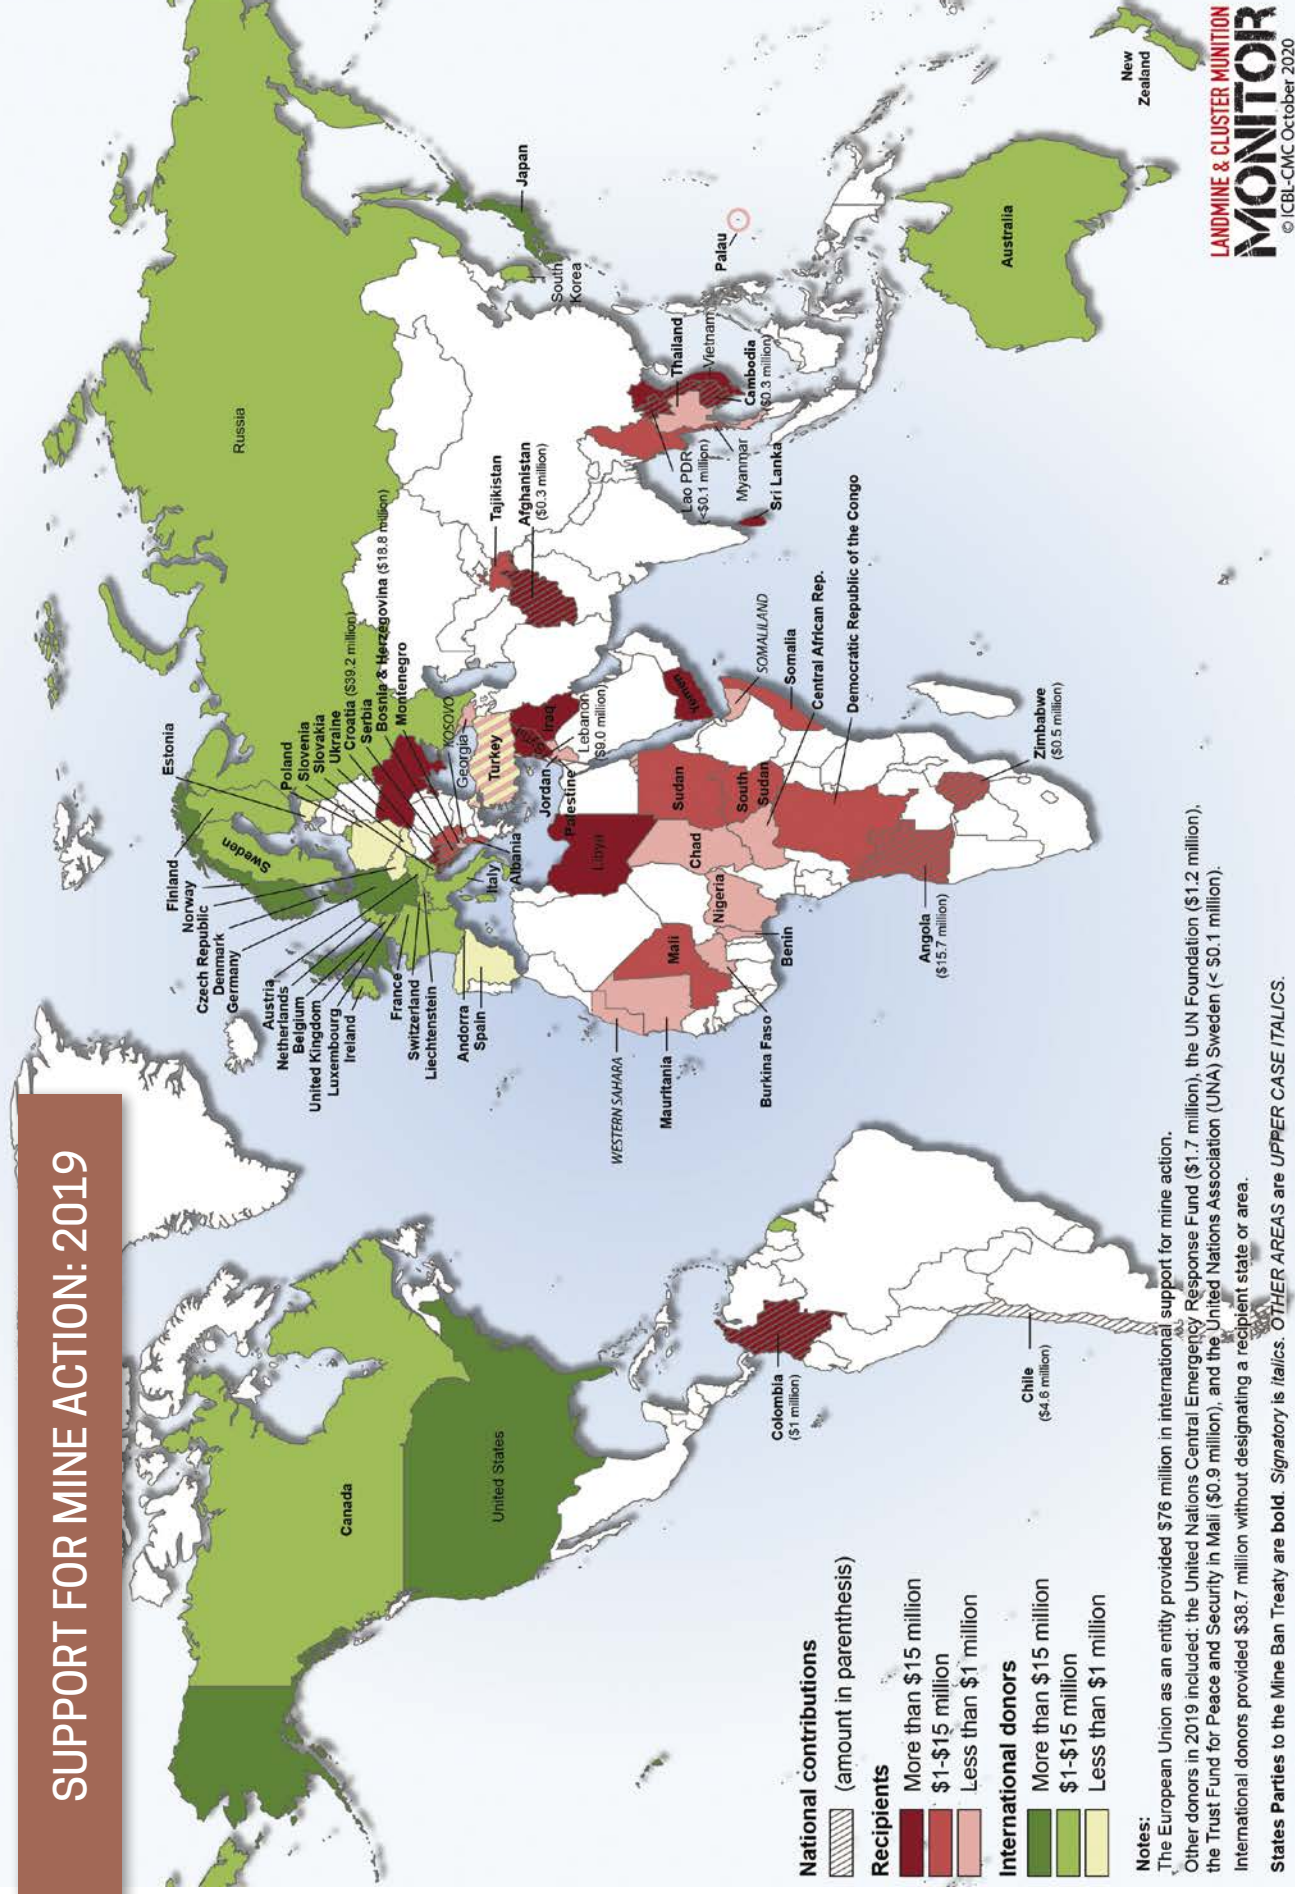 SUPPORT FOR MINE ACTION: 2019
Russia
Japan
South
Korea
Palau
New
Zealand
Australia
Thailand
Vietnam
Cambodia
($0.3 million)
Lao PDR
(<$0.1 million)
Myanmar
Sri Lanka
Tajikistan
Afghanistan
($0.3 million)
Estonia
Poland
Slovenia
Slovakia
Ukraine
Croatia ($39.2 million)
Serbia
Bosnia & Herzegovina ($18.8 million)
Montenegro
KOSOVO
Georgia
Turkey
Syria
Iraq
Lebanon
($9.0 million)
Jordan
Palestine
Yemen
Finland
Norway
Sweden
Czech Republic
Denmark
Germany
Austria
Netherlands
Belgium
United Kingdom
Luxembourg
Ireland
France
Switzerland
Liechtenstein
Andorra
Spain
Italy
Albania
Libya
Sudan
South
Sudan
Chad
Nigeria
Mali
Benin
Burkina Faso
Mauritania
WESTERN SAHARA
SOMALILAND
Somalia
Central African Rep.
Democratic Republic of the Congo
Zimbabwe
($0.5 million)
Angola
($15.7 million)
Canada
United States
Colombia
($1 million)
Chile
($4.6 million)
National contributions
(amount in parenthesis)
Recipients
More than $15 million
$1-$15 million
Less than $1 million
International donors
More than $15 million
$1-$15 million
Less than $1 million
Notes:
The European Union as an entity provided $76 million in international support for mine action.
Other donors in 2019 included: the United Nations Central Emergency Response Fund ($1.7 million), the UN Foundation ($1.2 million),
the Trust Fund for Peace and Security in Mali ($0.9 million), and the United Nations Association (UNA) Sweden (< $0.1 million).
International donors provided $38.7 million without designating a recipient state or area.
States Parties to the Mine Ban Treaty are bold. Signatory is italics. OTHER AREAS are UPPER CASE ITALICS.
LANDMINE & CLUSTER MUNITION
MONITOR
© ICBL-CMC October 2020